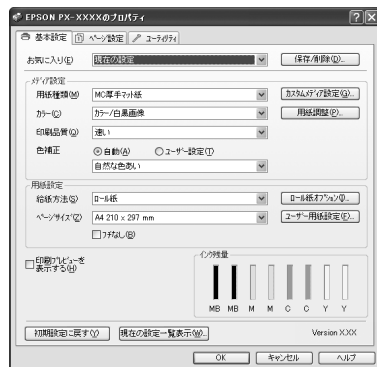 EPSON PX-XXXXのプロパティ
基本設定 ページ設定 ユーティリティ
お気に入り(E) 現在の設定 保存/削除(D)...
メディア設定
用紙種類(M) MC厚手マット紙 カスタムメディア設定(G)...
カラー(C) カラー/白黒画像 用紙調整(P)...
印刷品質(Q) 速い
色補正 自動(A) ユーザー設定(T)
自然な色あい
用紙設定
給紙方法(S) ロール紙 ロール紙オプション(I)...
ページサイズ(Z) A4 210 x 297 mm ユーザー用紙設定(F)...
フチなし(B)
印刷プレビューを
表示する(H)
インク残量
MB MB M M C C Y Y
初期設定に戻す(Y) 現在の設定一覧表示(W)... Version X.XX
OK キャンセル ヘルプ